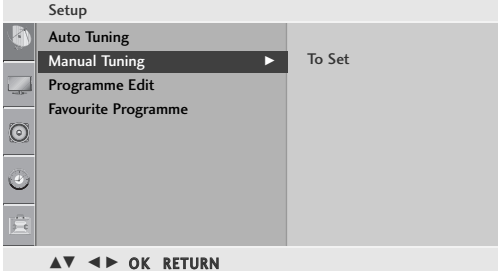 Setup
Auto Tuning
Manual Tuning ► To Set
Programme Edit
Favourite Programme
▲▼ ◄► OK RETURN